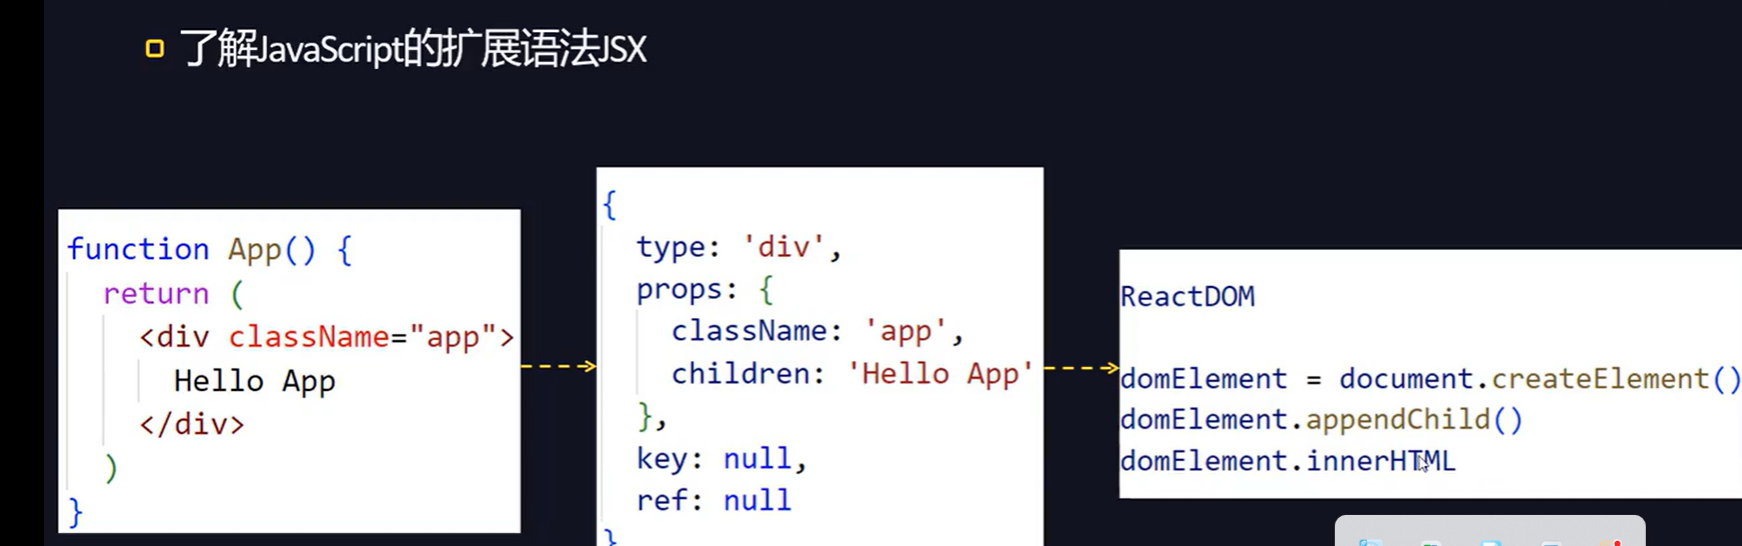 了解JavaScript的扩展语法JSX
function App() {
return (
<div className="app">
Hello App
</div>
)
}
{
type: 'div',
props: {
className: 'app',
children: 'Hello App'
},
key: null,
ref: null
}
ReactDOM
domElement = document.createElement()
domElement.appendChild()
domElement.innerHTML